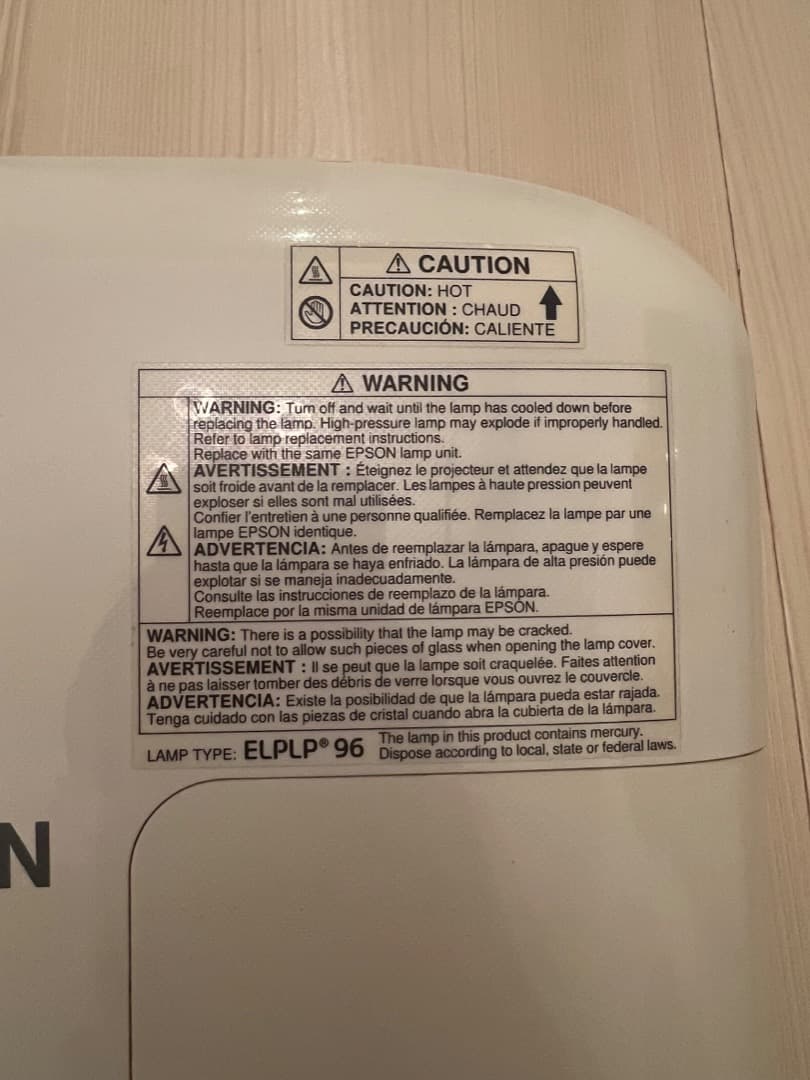 CAUTION
CAUTION: HOT
ATTENTION : CHAUD
PRECAUCIÓN: CALIENTE
WARNING
WARNING: Turn off and wait until the lamp has cooled down before
replacing the lamp. High-pressure lamp may explode if improperly handled.
Refer to lamp replacement instructions.
Replace with the same EPSON lamp unit.
AVERTISSEMENT : Éteignez le projecteur et attendez que la lampe
soit froide avant de la remplacer. Les lampes à haute pression peuvent
exploser si elles sont mal utilisées.
Confier l'entretien à une personne qualifiée. Remplacez la lampe par une
lampe EPSON identique.
ADVERTENCIA: Antes de reemplazar la lámpara, apague y espere
hasta que la lámpara se haya enfriado. La lámpara de alta presión puede
explotar si se maneja inadecuadamente.
Consulte las instrucciones de reemplazo de la lámpara.
Reemplace por la misma unidad de lámpara EPSON.
WARNING: There is a possibility that the lamp may be cracked.
Be very careful not to allow such pieces of glass when opening the lamp cover.
AVERTISSEMENT : Il se peut que la lampe soit craquelée. Faites attention
à ne pas laisser tomber des débris de verre lorsque vous ouvrez le couvercle.
ADVERTENCIA: Existe la posibilidad de que la lámpara pueda estar rajada.
Tenga cuidado con las piezas de cristal cuando abra la cubierta de la lámpara.
LAMP TYPE: ELPLP® 96 The lamp in this product contains mercury.
Dispose according to local, state or federal laws.
N